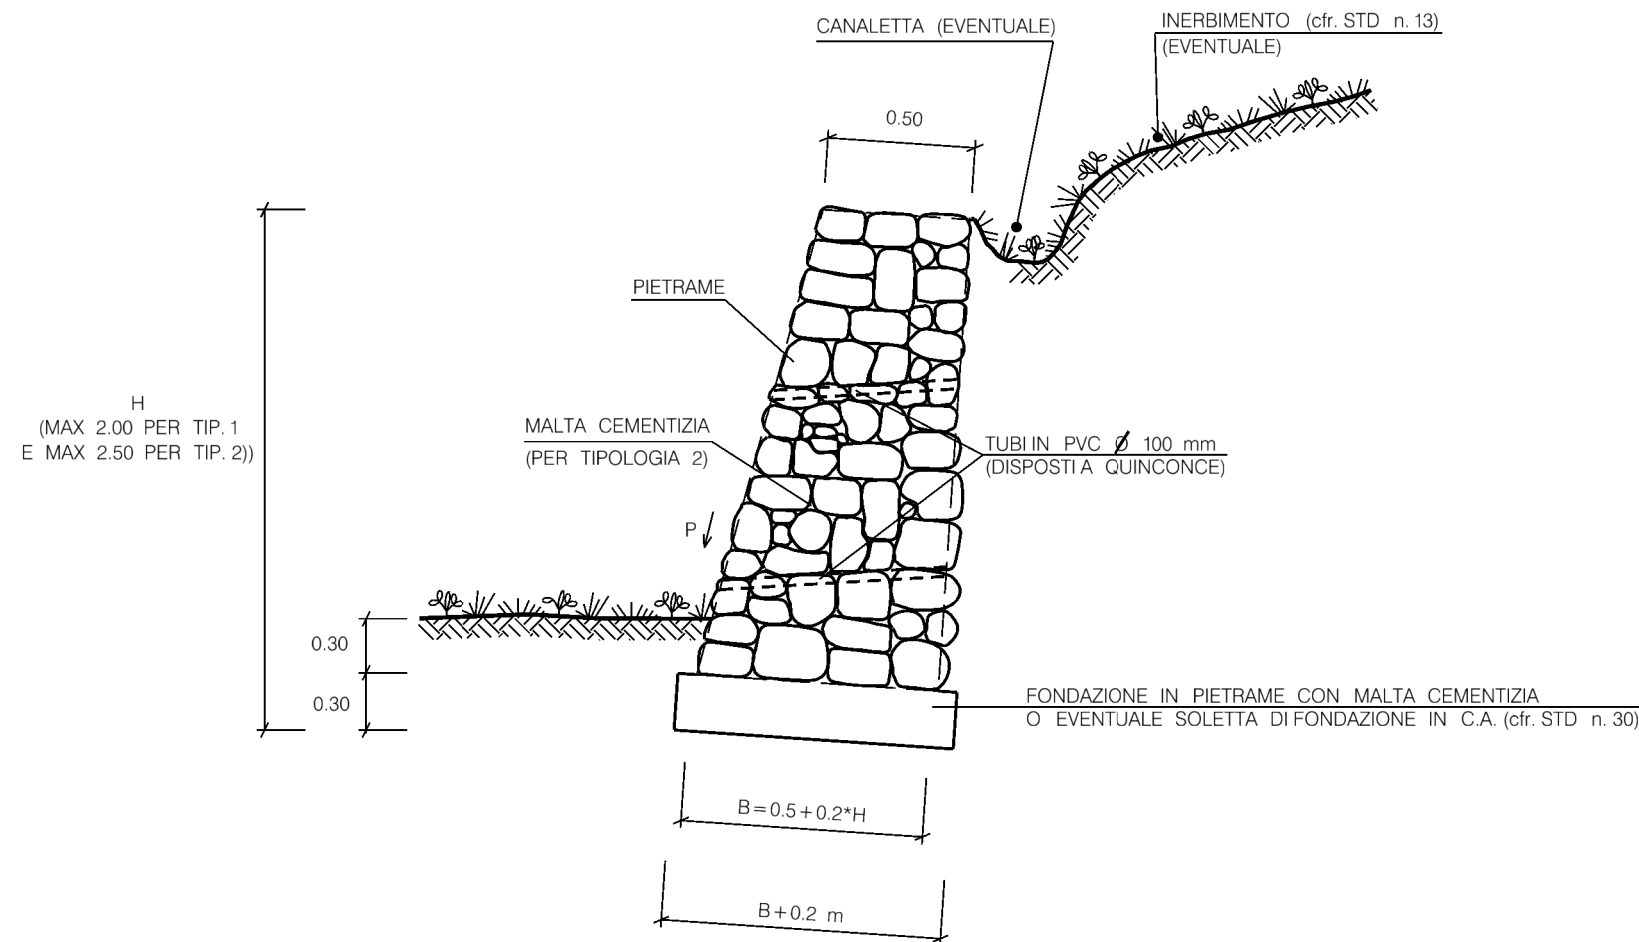 CANALETTA (EVENTUALE)
INERBIMENTO (cfr. STD n. 13)
(EVENTUALE)
0.50
PIETRAME
H
(MAX 2.00 PER TIP. 1
E MAX 2.50 PER TIP. 2))
MALTA CEMENTIZIA
(PER TIPOLOGIA 2)
TUBI IN PVC Ø 100 mm
(DISPOSTI A QUINCONCE)
P
0.30
0.30
FONDAZIONE IN PIETRAME CON MALTA CEMENTIZIA
O EVENTUALE SOLETTA DI FONDAZIONE IN C.A. (cfr. STD n. 30)
B=0.5+0.2*H
B+0.2 m